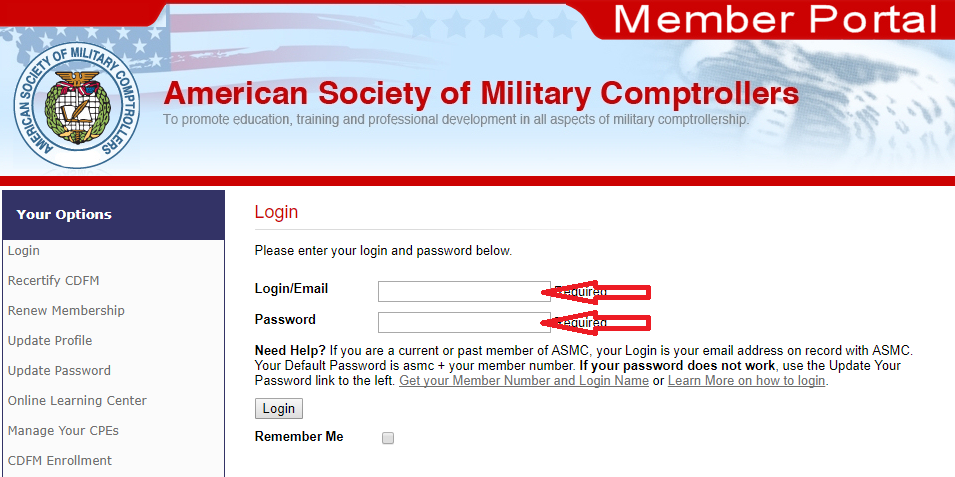 Member Portal
AMERICAN SOCIETY OF MILITARY COMPTROLLERS
American Society of Military Comptrollers
To promote education, training and professional development in all aspects of military comptrollership.
Your Options
Login
Recertify CDFM
Renew Membership
Update Profile
Update Password
Online Learning Center
Manage Your CPEs
CDFM Enrollment
Login
Please enter your login and password below.
Login/Email Required
Password Required
Need Help? If you are a current or past member of ASMC, your Login is your email address on record with ASMC.
Your Default Password is asmc + your member number. If your password does not work, use the Update Your
Password link to the left. Get your Member Number and Login Name or Learn More on how to login.
Login
Remember Me